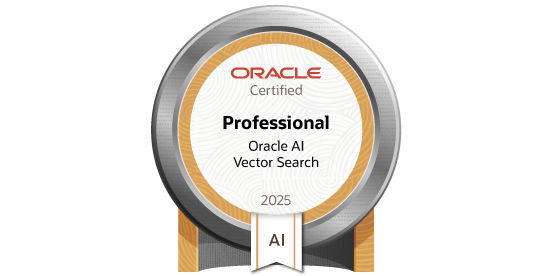 ORACLE
Certified
Professional
Oracle AI
Vector Search
2025
AI